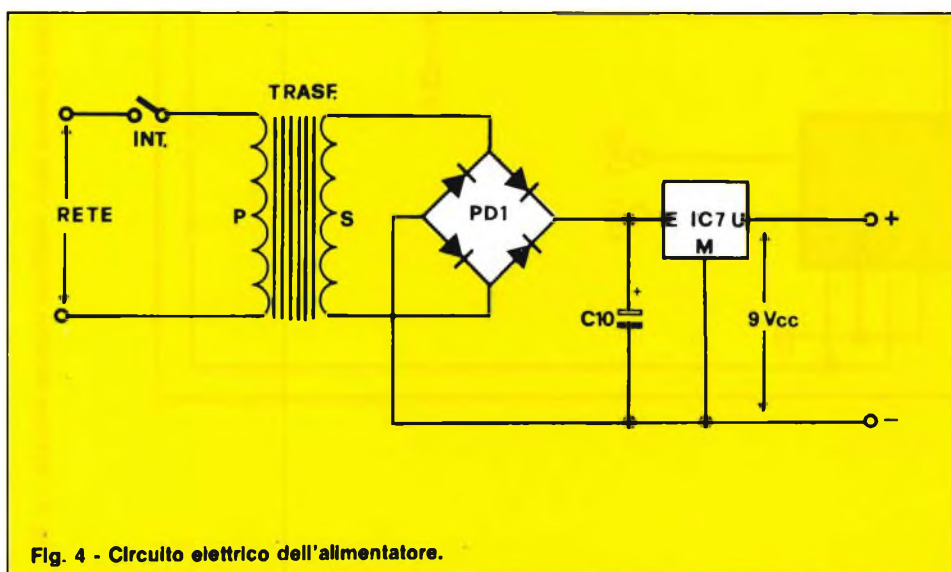 TRASF.
INT.
RETE
P
S
PD1
E IC7 U
M
+
+
C10
9 Vcc
-
Fig. 4 - Circuito elettrico dell'alimentatore.